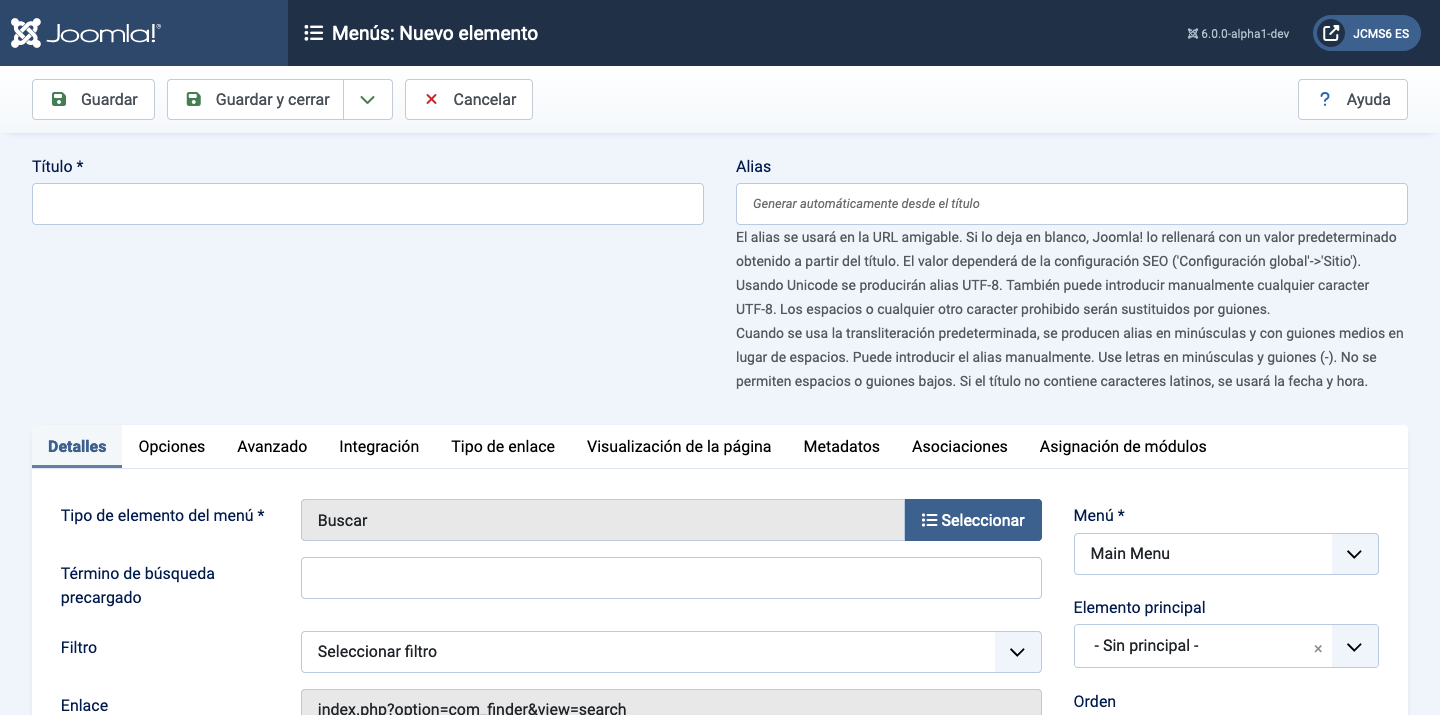 Joomla!®
Menús: Nuevo elemento
6.0.0-alpha1-dev
JCMS6 ES
Guardar
Guardar y cerrar
Cancelar
? Ayuda
Título *
Alias
Generar automáticamente desde el título
El alias se usará en la URL amigable. Si lo deja en blanco, Joomla! lo rellenará con un valor predeterminado
obtenido a partir del título. El valor dependerá de la configuración SEO ('Configuración global'->'Sitio').
Usando Unicode se producirán alias UTF-8. También puede introducir manualmente cualquier caracter
UTF-8. Los espacios o cualquier otro caracter prohibido serán sustituidos por guiones.
Cuando se usa la transliteración predeterminada, se producen alias en minúsculas y con guiones medios en
lugar de espacios. Puede introducir el alias manualmente. Use letras en minúsculas y guiones (-). No se
permiten espacios o guiones bajos. Si el título no contiene caracteres latinos, se usará la fecha y hora.
Detalles
Opciones
Avanzado
Integración
Tipo de enlace
Visualización de la página
Metadatos
Asociaciones
Asignación de módulos
Tipo de elemento del menú *
Buscar
Seleccionar
Término de búsqueda
precargado
Filtro
Seleccionar filtro
Enlace
index.php?option=com_finder&view=search
Menú *
Main Menu
Elemento principal
- Sin principal -
×
Orden